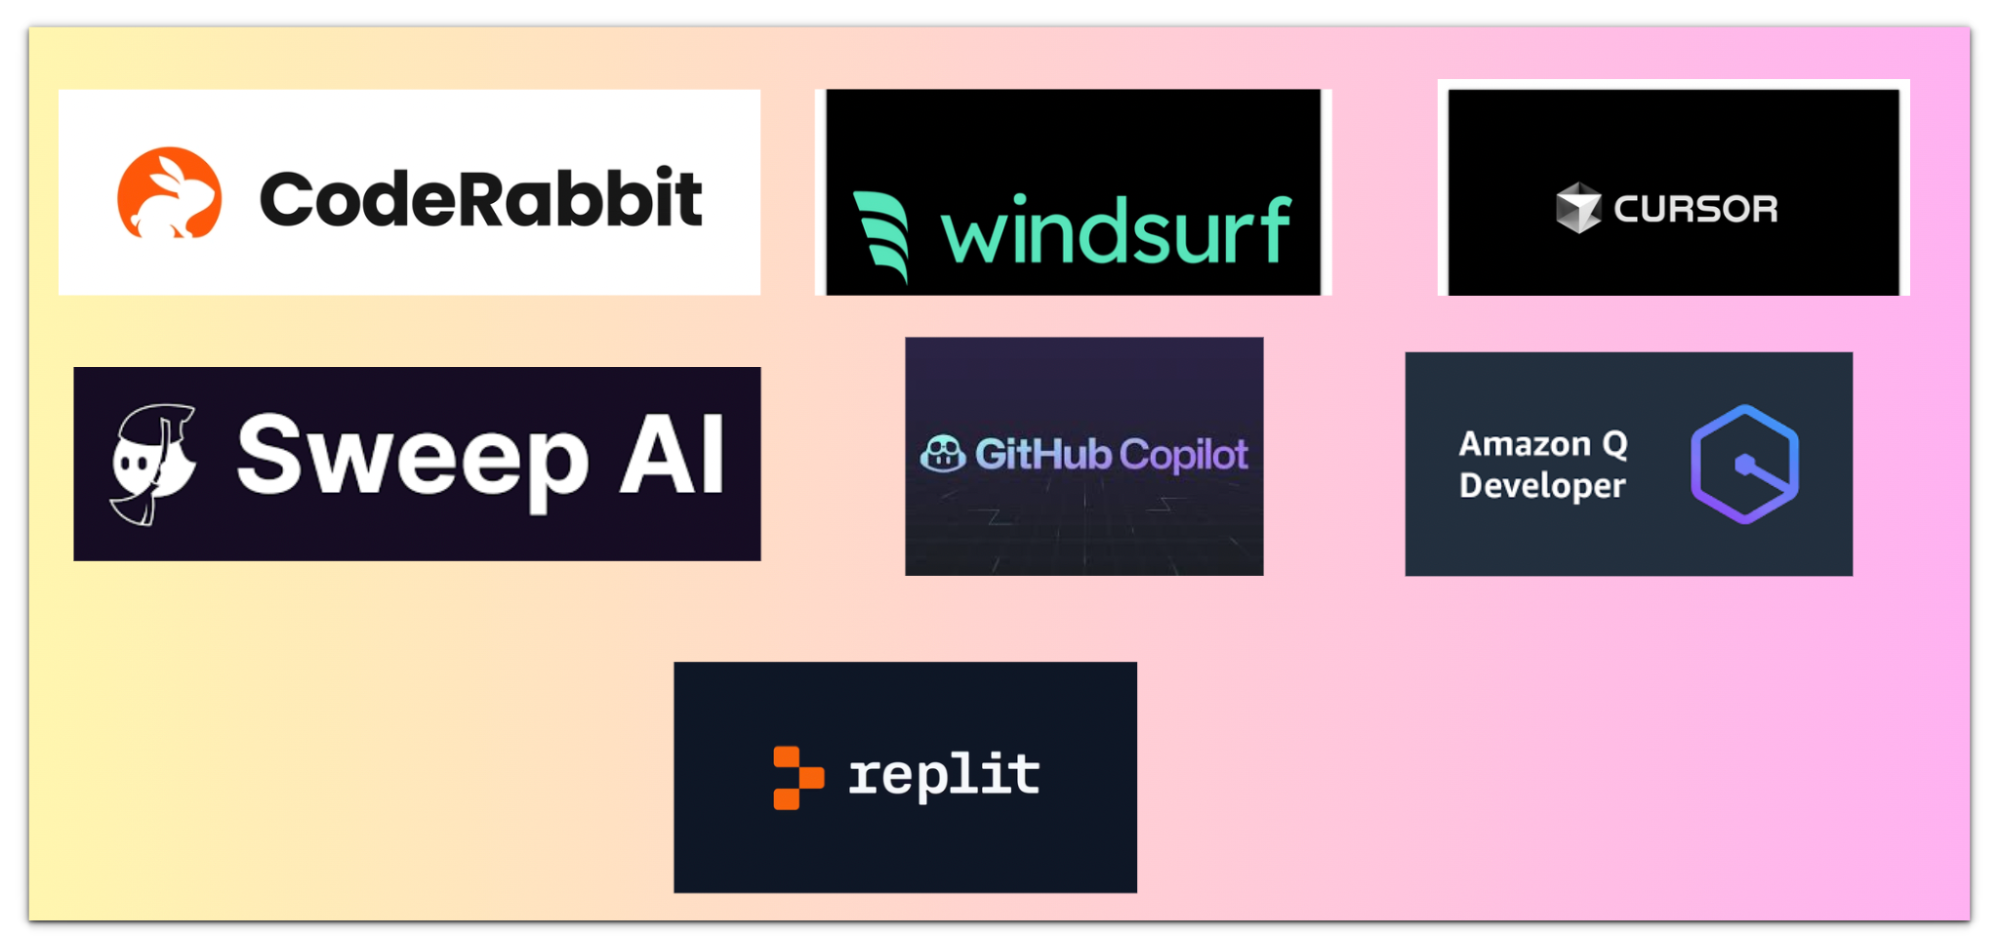 CodeRabbit
windsurf
CURSOR
Sweep AI
GitHub Copilot
Amazon Q
Developer
replit